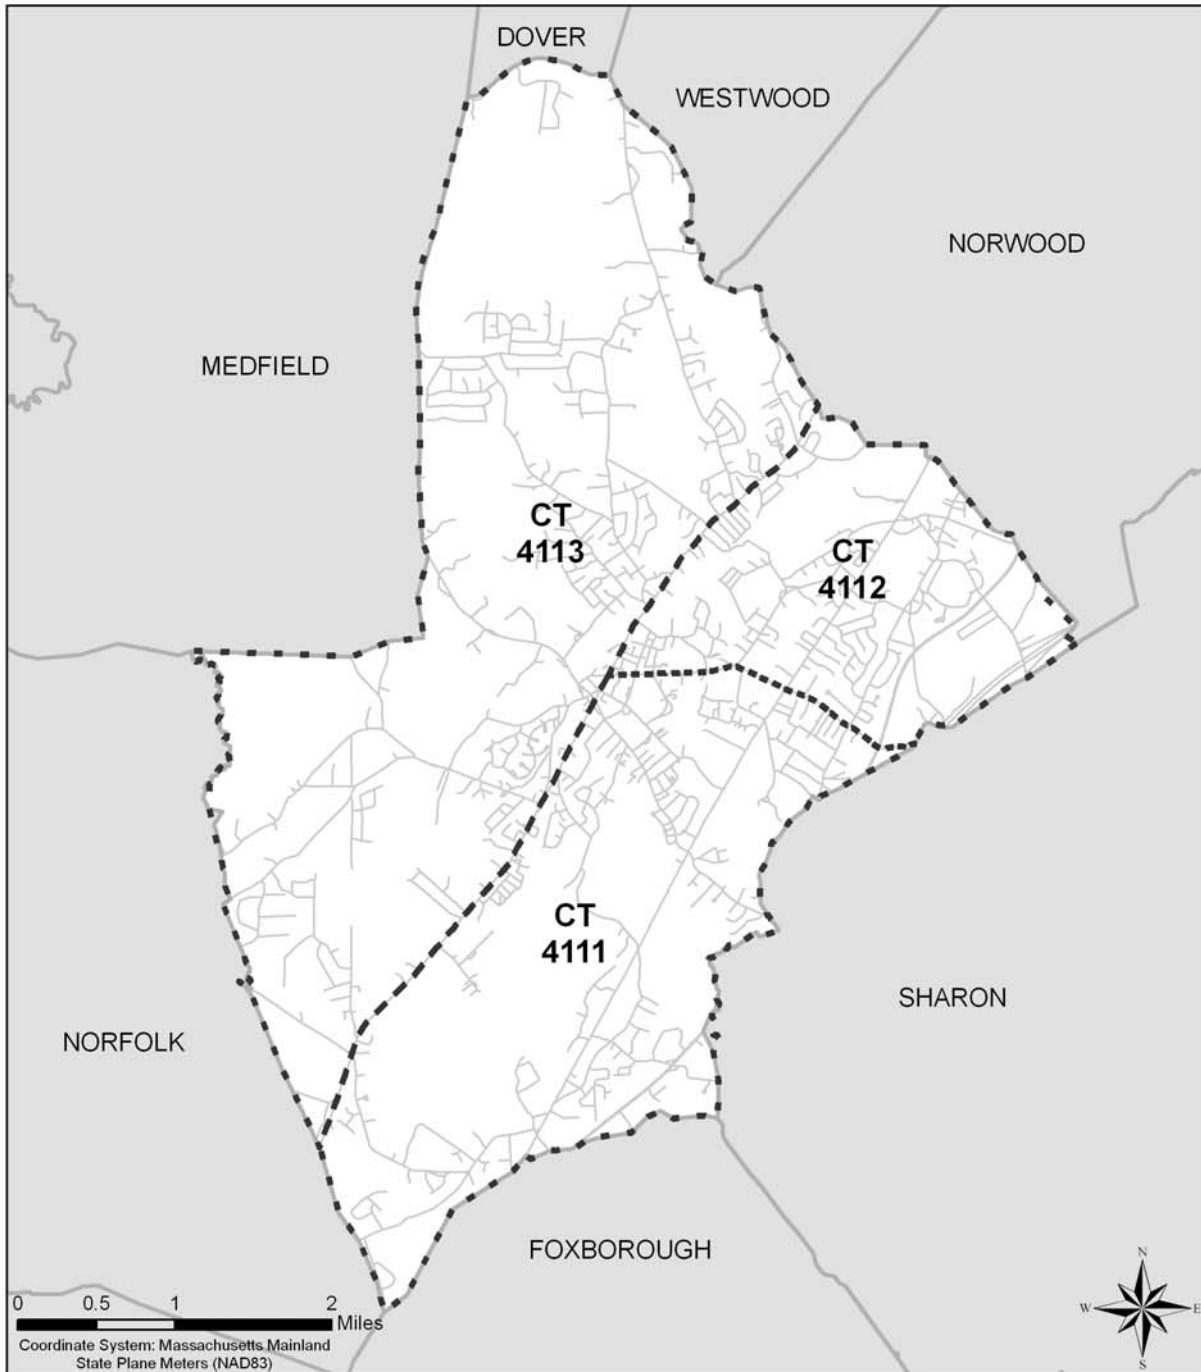 DOVER
WESTWOOD
NORWOOD
MEDFIELD
CT
4113
CT
4112
CT
4111
SHARON
NORFOLK
FOXBOROUGH
N
W
E
S
0 0.5 1 2
Miles
Coordinate System: Massachusetts Mainland
State Plane Meters (NAD83)